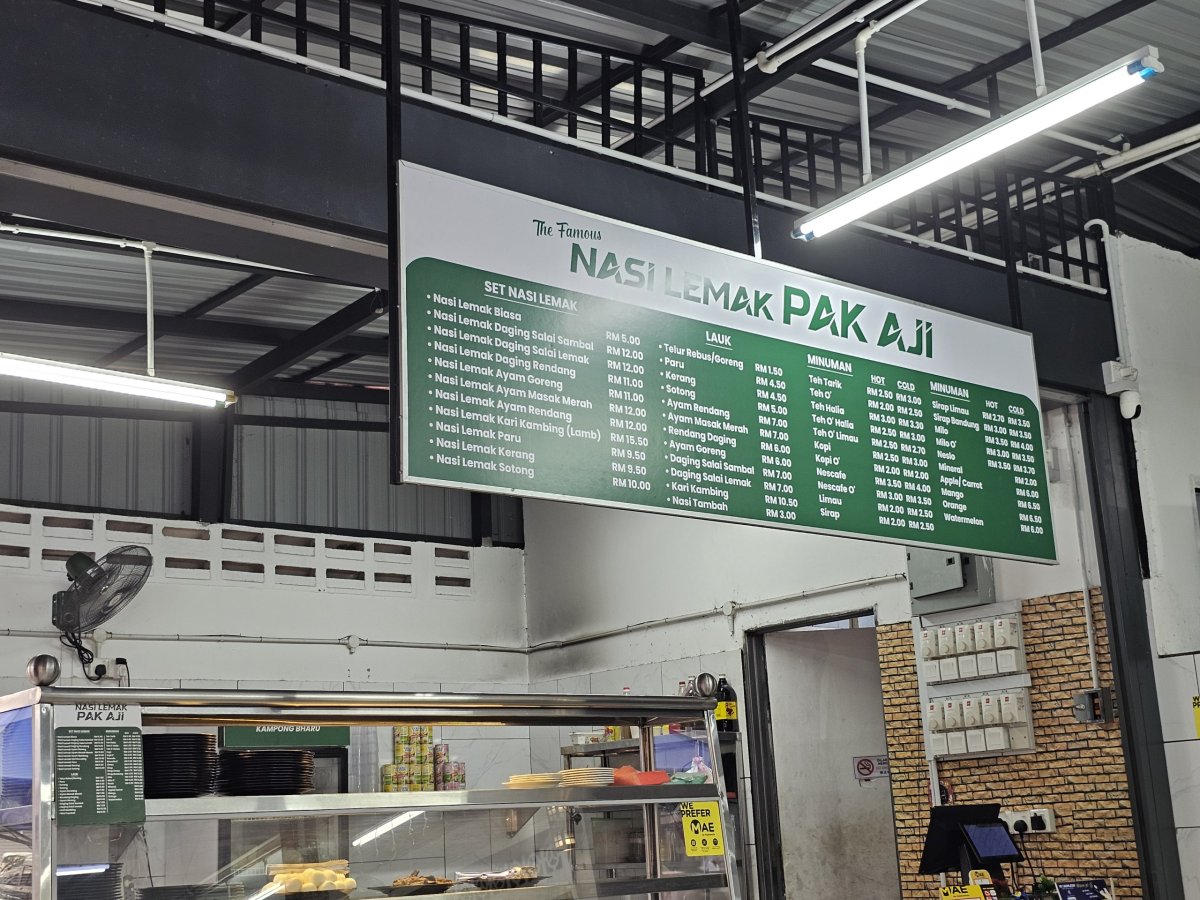 The Famous
NASI LEMAK PAK AJI
SET NASI LEMAK
• Nasi Lemak Biasa RM 5.00
• Nasi Lemak Daging Salai Sambal RM 12.00
• Nasi Lemak Daging Salai Lemak RM 12.00
• Nasi Lemak Daging Rendang RM 11.00
• Nasi Lemak Ayam Goreng RM 11.00
• Nasi Lemak Ayam Masak Merah RM 12.00
• Nasi Lemak Ayam Rendang RM 12.00
• Nasi Lemak Kari Kambing (Lamb) RM 15.50
• Nasi Lemak Paru RM 9.50
• Nasi Lemak Kerang RM 9.50
• Nasi Lemak Sotong RM 10.00
LAUK
• Telur Rebus/Goreng RM 1.50
• Paru RM 4.50
• Kerang RM 4.50
• Sotong RM 5.00
• Ayam Rendang RM 7.00
• Ayam Masak Merah RM 7.00
• Rendang Daging RM 6.00
• Ayam Goreng RM 6.00
• Daging Salai Sambal RM 7.00
• Daging Salai Lemak RM 7.00
• Kari Kambing RM 10.50
• Nasi Tambah RM 3.00
MINUMAN HOT COLD
Teh Tarik RM 2.50 RM 3.00
Teh O' RM 2.00 RM 2.50
Teh Halia RM 3.00 RM 3.30
Teh O' Halia RM 2.50 RM 2.70
Teh O' Limau RM 2.50 RM 3.00
Kopi RM 2.50 RM 3.00
Kopi O' RM 2.00 RM 2.00
Nescafe RM 3.50 RM 4.00
Nescafe O' RM 3.00 RM 3.50
Limau RM 2.00 RM 2.50
Sirap RM 2.00 RM 2.50
MINUMAN HOT COLD
Sirap Limau RM 2.70 RM 3.50
Sirap Bandung RM 3.00 RM 3.50
Milo RM 3.50 RM 4.00
Milo O' RM 3.00 RM 3.50
Neslo RM 3.50 RM 3.70
Mineral RM 2.00
Apple/ Carrot RM 6.00
Mango RM 6.50
Orange RM 6.50
Watermelon RM 6.00
NASI LEMAK
PAK AJI
SET NASI LEMAK
KAMPONG BHARU
WE
PREFER
MAE
MAE